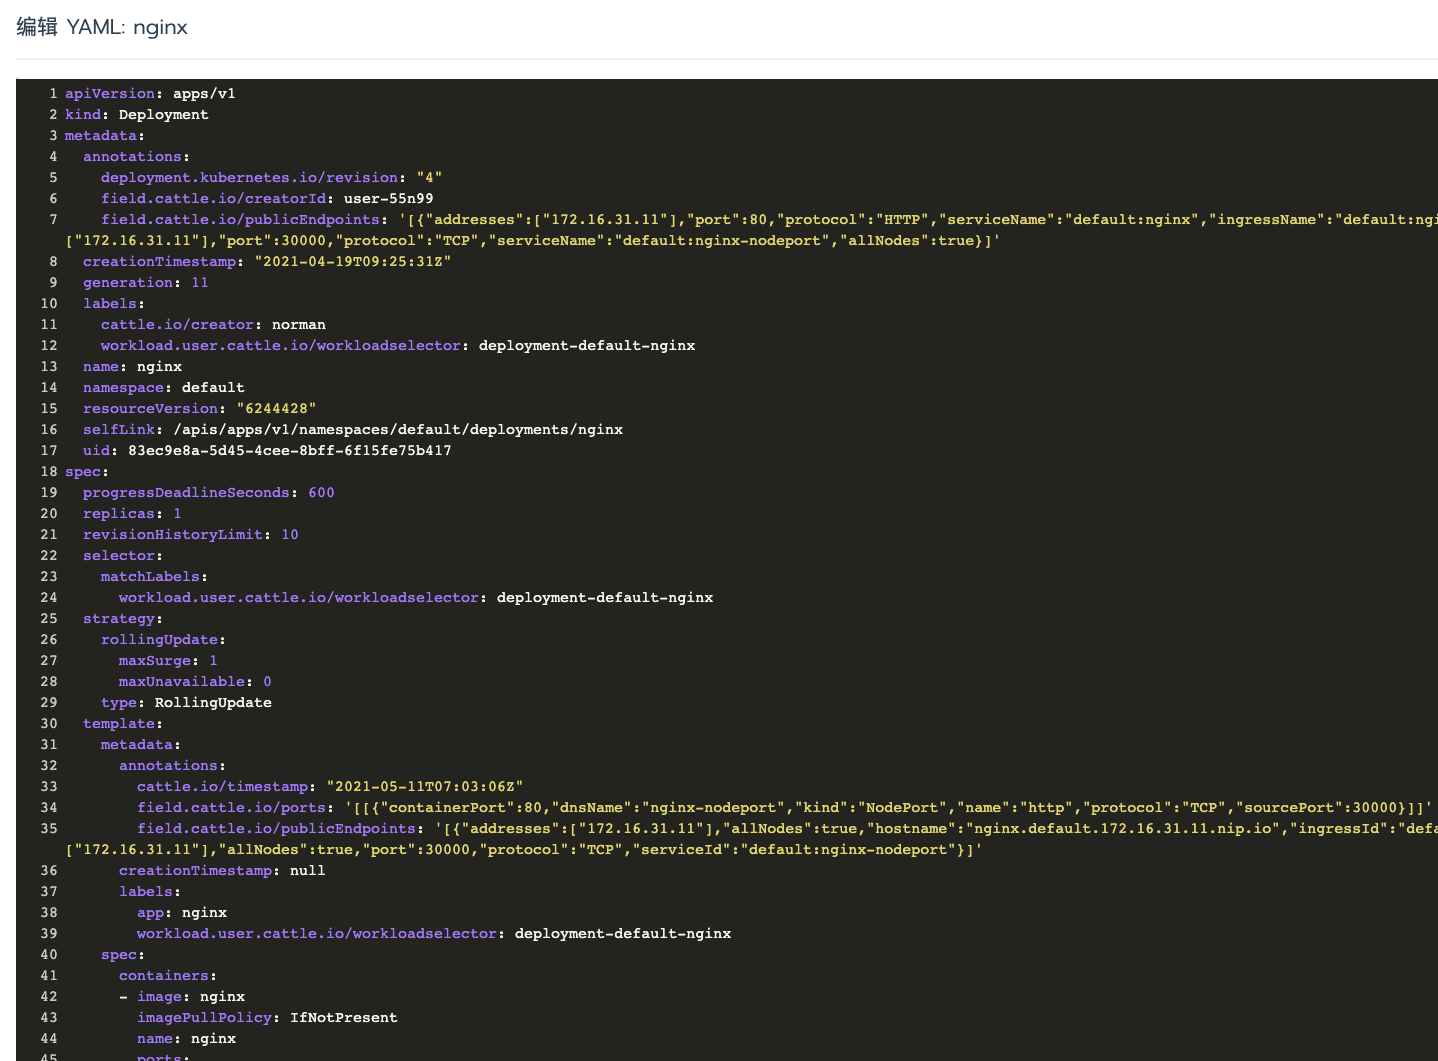 编辑 YAML: nginx
1 apiVersion: apps/v1
2 kind: Deployment
3 metadata:
4 annotations:
5 deployment.kubernetes.io/revision: "4"
6 field.cattle.io/creatorId: user-55n99
7 field.cattle.io/publicEndpoints: '[{"addresses":["172.16.31.11"],"port":80,"protocol":"HTTP","serviceName":"default:nginx","ingressName":"default:ngi
["172.16.31.11"],"port":30000,"protocol":"TCP","serviceName":"default:nginx-nodeport","allNodes":true}]'
8 creationTimestamp: "2021-04-19T09:25:31Z"
9 generation: 11
10 labels:
11 cattle.io/creator: norman
12 workload.user.cattle.io/workloadselector: deployment-default-nginx
13 name: nginx
14 namespace: default
15 resourceVersion: "6244428"
16 selfLink: /apis/apps/v1/namespaces/default/deployments/nginx
17 uid: 83ec9e8a-5d45-4cee-8bff-6f15fe75b417
18 spec:
19 progressDeadlineSeconds: 600
20 replicas: 1
21 revisionHistoryLimit: 10
22 selector:
23 matchLabels:
24 workload.user.cattle.io/workloadselector: deployment-default-nginx
25 strategy:
26 rollingUpdate:
27 maxSurge: 1
28 maxUnavailable: 0
29 type: RollingUpdate
30 template:
31 metadata:
32 annotations:
33 cattle.io/timestamp: "2021-05-11T07:03:06Z"
34 field.cattle.io/ports: '[[{"containerPort":80,"dnsName":"nginx-nodeport","kind":"NodePort","name":"http","protocol":"TCP","sourcePort":30000}]]'
35 field.cattle.io/publicEndpoints: '[{"addresses":["172.16.31.11"],"allNodes":true,"hostname":"nginx.default.172.16.31.11.nip.io","ingressId":"defa
["172.16.31.11"],"allNodes":true,"port":30000,"protocol":"TCP","serviceId":"default:nginx-nodeport"}]'
36 creationTimestamp: null
37 labels:
38 app: nginx
39 workload.user.cattle.io/workloadselector: deployment-default-nginx
40 spec:
41 containers:
42 - image: nginx
43 imagePullPolicy: IfNotPresent
44 name: nginx
45 ports: